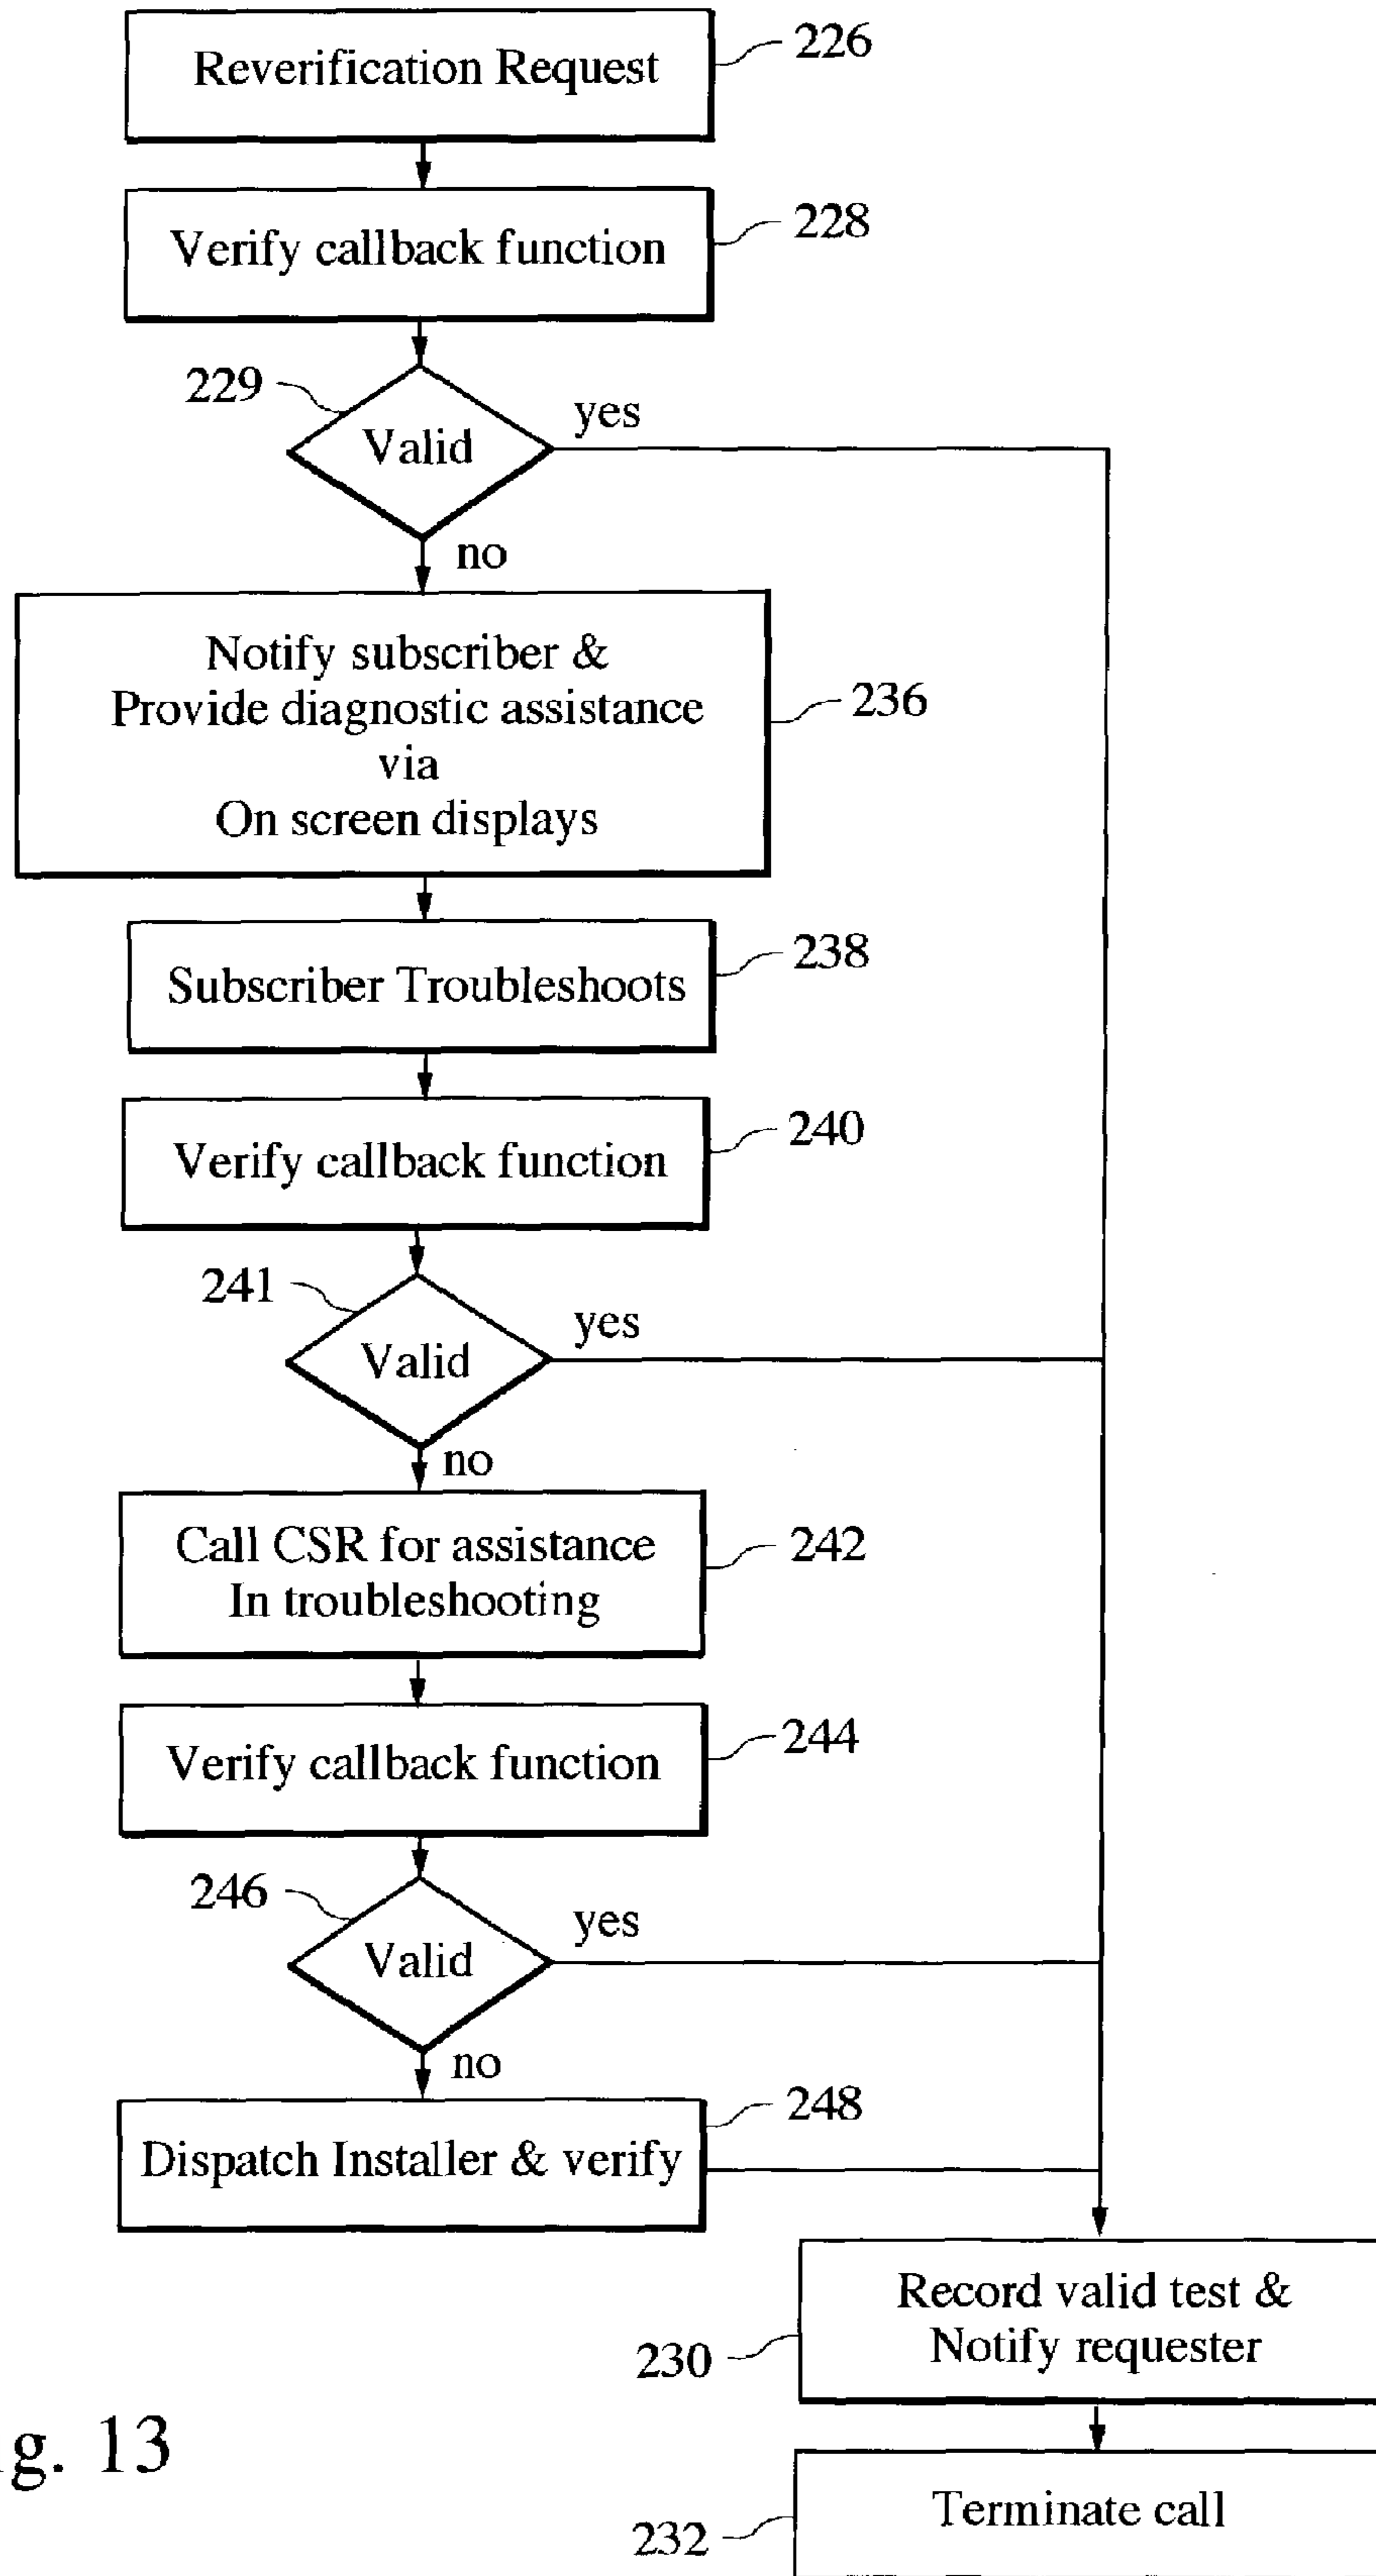 Reverification Request
226
Verify callback function
228
229
Valid
yes
no
Notify subscriber &
Provide diagnostic assistance
via
On screen displays
236
Subscriber Troubleshoots
238
Verify callback function
240
241
Valid
yes
no
Call CSR for assistance
In troubleshooting
242
Verify callback function
244
246
Valid
yes
no
Dispatch Installer & verify
248
Record valid test &
Notify requester
230
Terminate call
232
g. 13